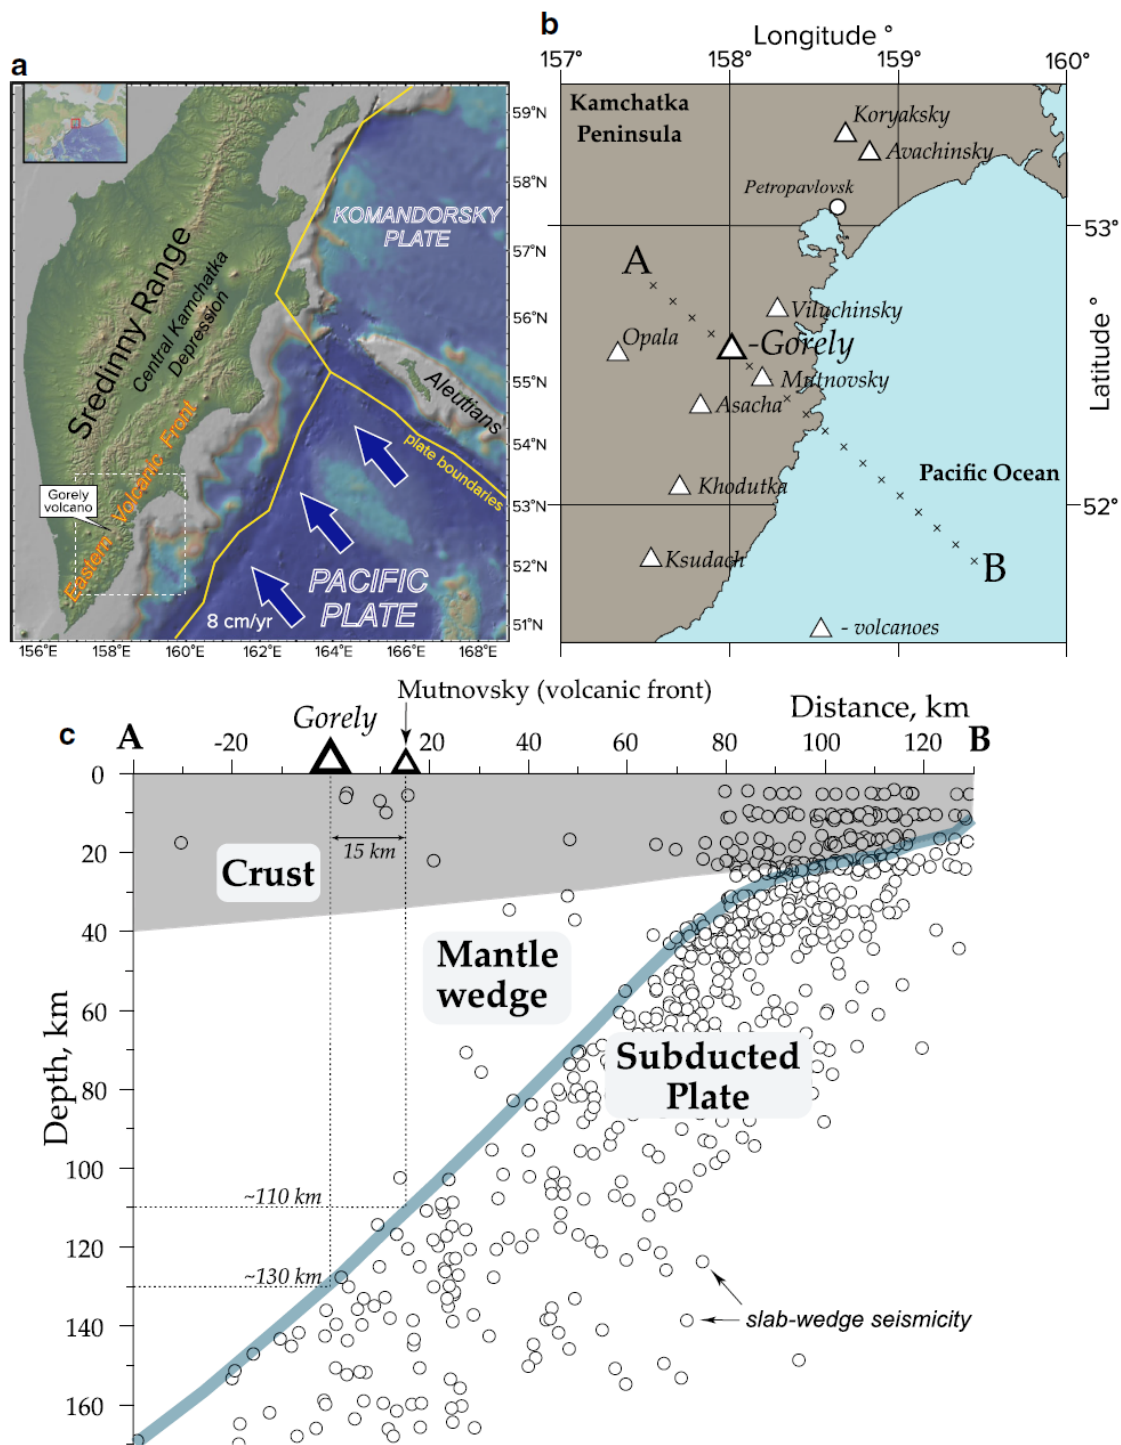 a
59°N
58°N
KOMANDORSKY
PLATE
57°N
Sredinny Range
Central Kamchatka
Depression
56°N
55°N
Aleutians
54°N
plate boundaries
Eastern Volcanic Front
Gorely
volcano
53°N
52°N
PACIFIC
PLATE
8 cm/yr
51°N
156°E 158°E 160°E 162°E 164°E 166°E 168°E
b
Longitude °
157° 158° 159° 160°
Kamchatka
Peninsula
Koryaksky
Avachinsky
Petropavlovsk
53°
A
Viluchinsky
Opala
-Gorely
Latitude °
Mutnovsky
Asacha
Pacific Ocean
Khodutka
52°
Ksudach
B
- volcanoes
Mutnovsky (volcanic front)
Gorely
Distance, km
c
A -20 20 40 60 80 100 120 B
0
15 km
20
Crust
40
Mantle
wedge
Depth, km
60
Subducted
Plate
80
100
~110 km
120
~130 km
slab-wedge seismicity
140
160